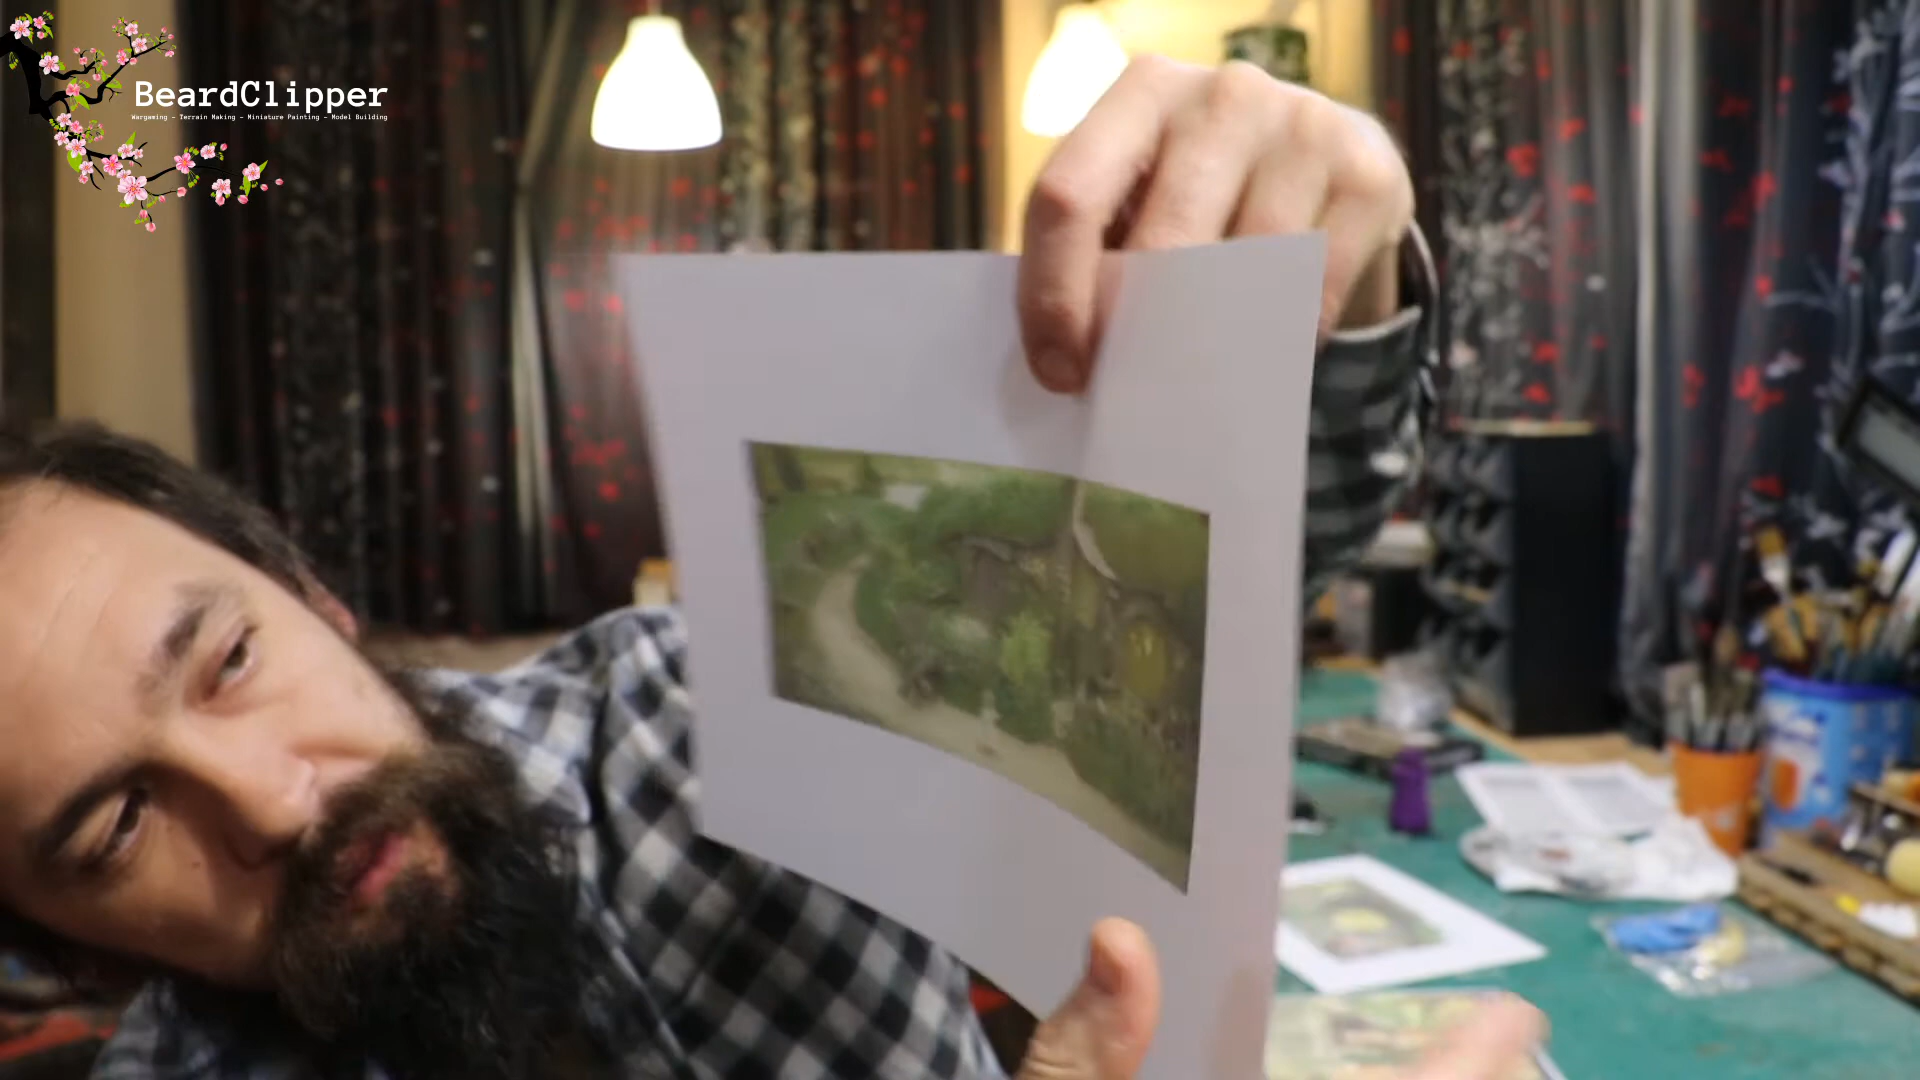 BeardClipper
Wargaming - Terrain Making - Miniature Painting - Model Building